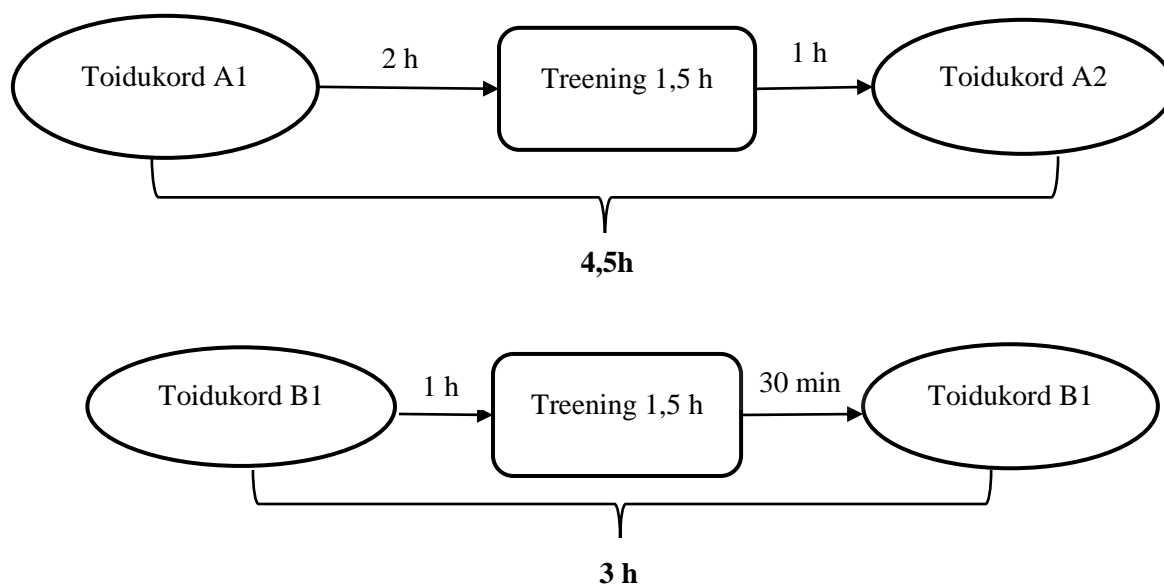 Toidukord A1
2 h
Treening 1,5 h
1 h
Toidukord A2
4,5h
Toidukord B1
1 h
Treening 1,5 h
30 min
Toidukord B1
3 h